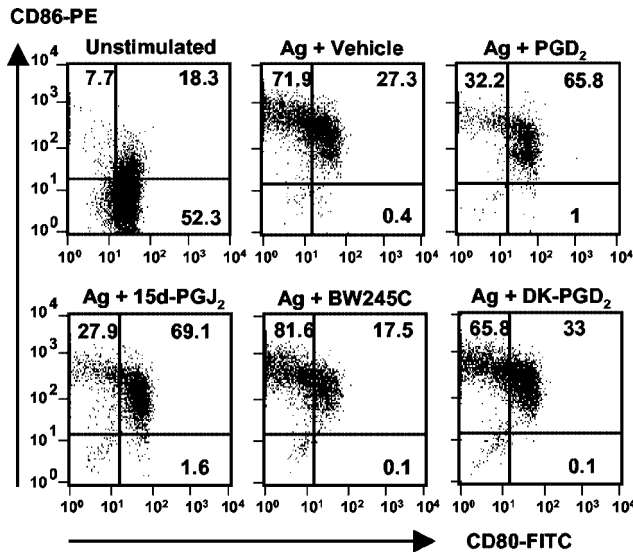 CD86-PE
Unstimulated Ag + Vehicle Ag + PGD₂
7.7 18.3 71.9 27.3 32.2 65.8
10⁴ 10³ 10² 10¹ 10⁰
52.3 0.4 1
10⁰ 10¹ 10² 10³ 10⁴ 10⁰ 10¹ 10² 10³ 10⁴ 10⁰ 10¹ 10² 10³ 10⁴
Ag + 15d-PGJ₂ Ag + BW245C Ag + DK-PGD₂
27.9 69.1 81.6 17.5 65.8 33
10⁴ 10³ 10² 10¹ 10⁰
1.6 0.1 0.1
10⁰ 10¹ 10² 10³ 10⁴ 10⁰ 10¹ 10² 10³ 10⁴ 10⁰ 10¹ 10² 10³ 10⁴
CD80-FITC